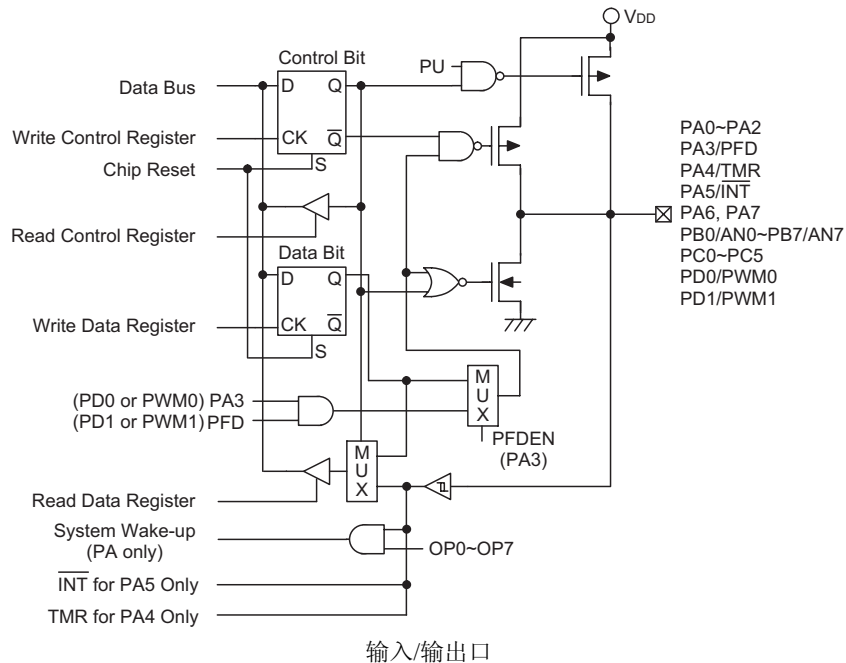 VDD
Control Bit
PU
Data Bus
D
Q
Write Control Register
CK
Q
Chip Reset
S
PA0~PA2
PA3/PFD
PA4/TMR
PA5/INT
PA6, PA7
PB0/AN0~PB7/AN7
PC0~PC5
PD0/PWM0
PD1/PWM1
Read Control Register
Data Bit
D
Q
Write Data Register
CK
Q
S
(PD0 or PWM0) PA3
(PD1 or PWM1) PFD
M
U
X
PFDEN
(PA3)
M
U
X
Read Data Register
System Wake-up
(PA only)
OP0~OP7
INT for PA5 Only
TMR for PA4 Only
输入/输出口